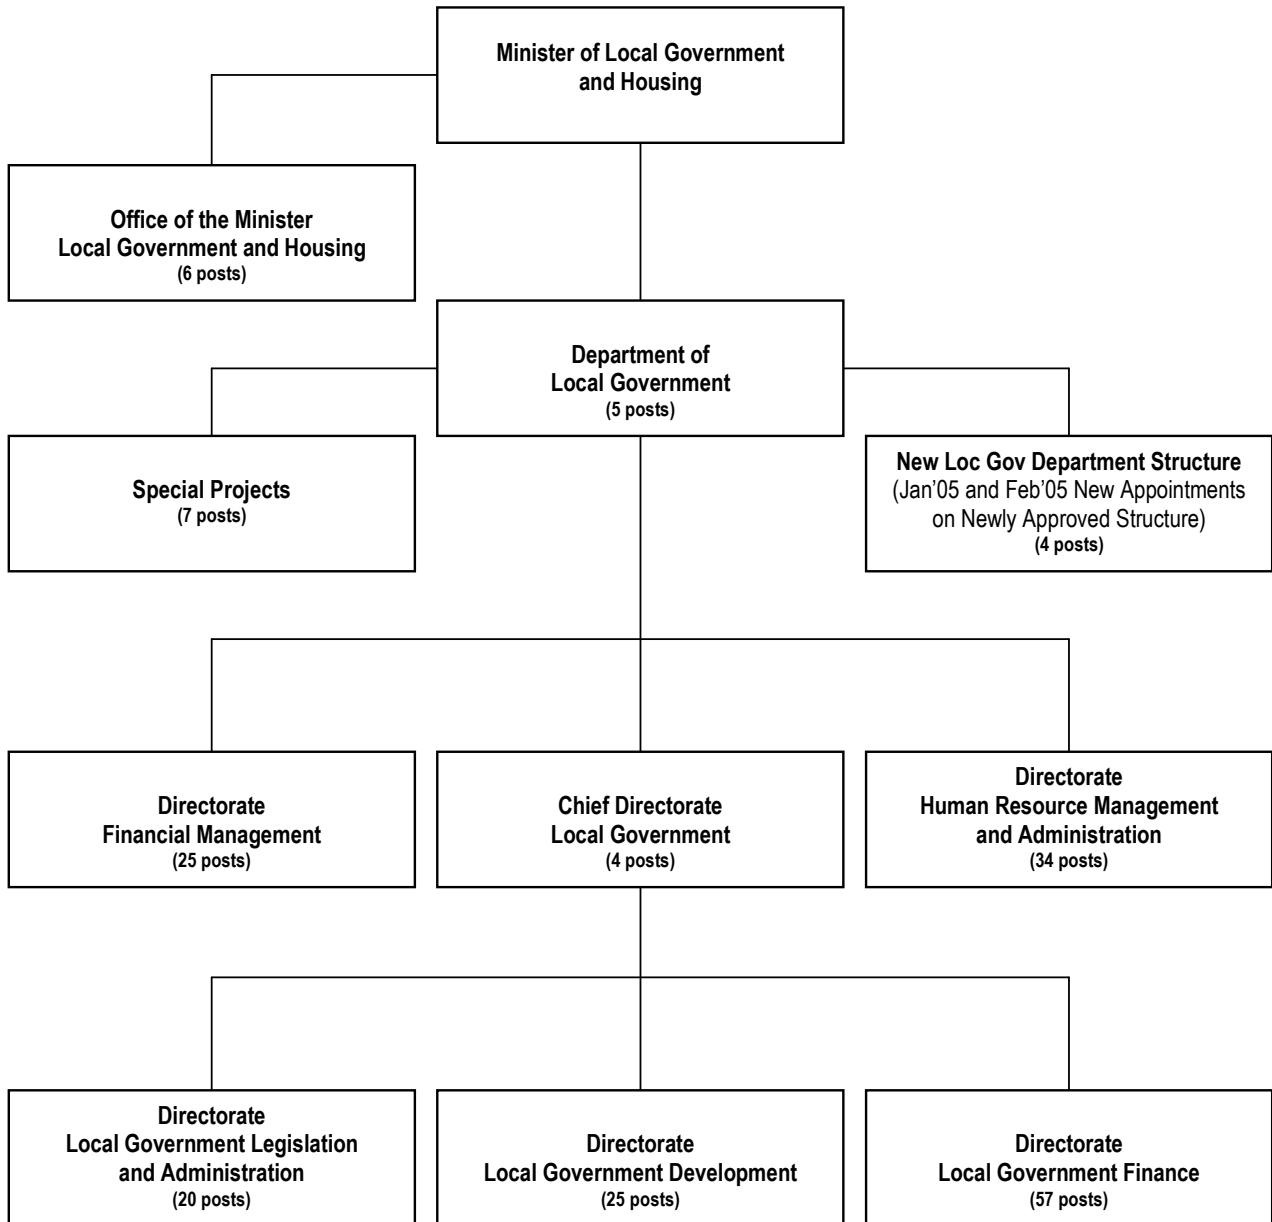 Minister of Local Government
and Housing
Office of the Minister
Local Government and Housing
(6 posts)
Department of
Local Government
(5 posts)
Special Projects
(7 posts)
New Loc Gov Department Structure
(Jan’05 and Feb’05 New Appointments
on Newly Approved Structure)
(4 posts)
Directorate
Financial Management
(25 posts)
Chief Directorate
Local Government
(4 posts)
Directorate
Human Resource Management
and Administration
(34 posts)
Directorate
Local Government Legislation
and Administration
(20 posts)
Directorate
Local Government Development
(25 posts)
Directorate
Local Government Finance
(57 posts)